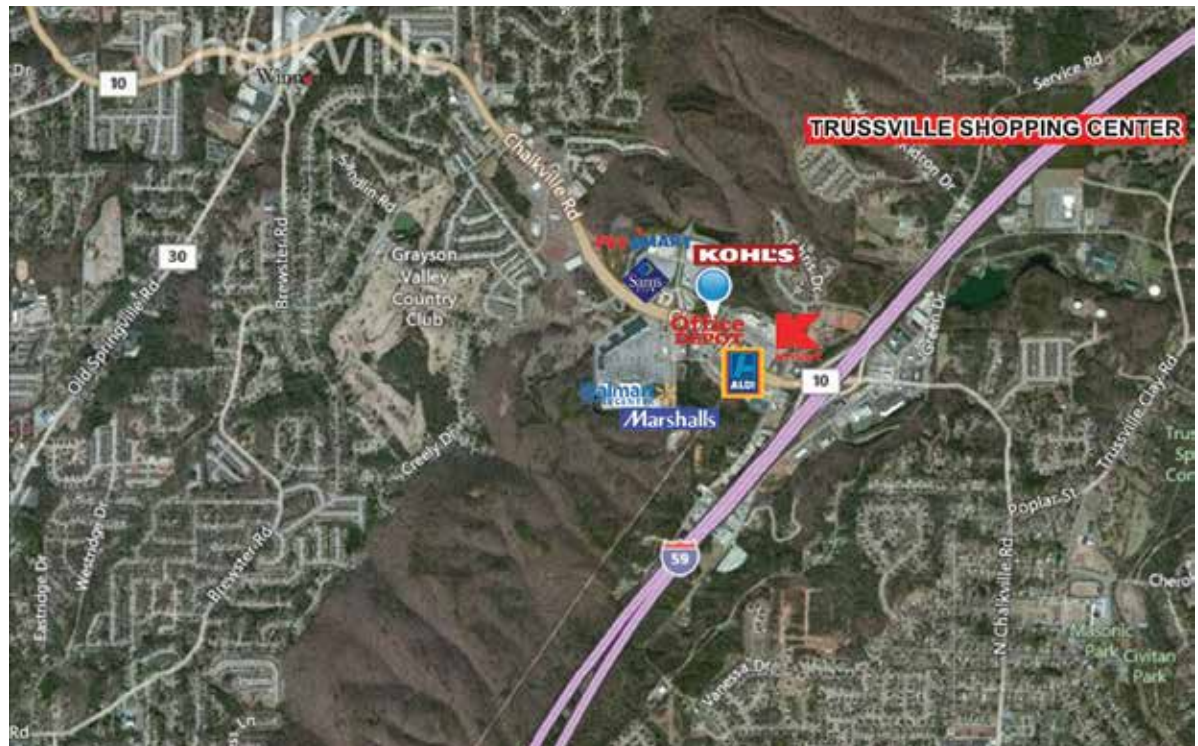 Chalkville
Winn
10
Dr
Service Rd
TRUSSVILLE SHOPPING CENTER
Chalkville Rd
Sandlin Rd
30
Brewster Rd
Grayson
Valley
Country
Club
PETSMART
KOHL'S
Sam's
Office
DEPOT
K
ALDI
10
Green Dr
Old Springville Rd
Marshalls
Creely Dr
Trussville Clay Rd
Poplar St
Westridge Dr
Eastridge Dr
Brewster Rd
59
N Chalkville Rd
Masonic
Park
Civitan
Park
Vanessa Dr
Rd
Ln